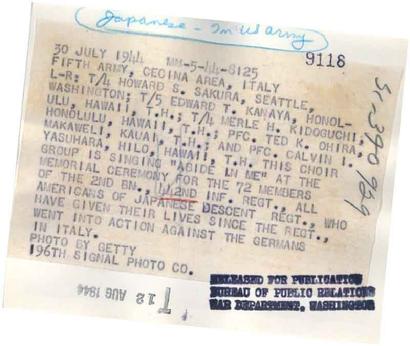 Japanese - In US army
9118
30 JULY 1944 MM-5-44-8125
FIFTH ARMY, CECINA AREA, ITALY
L-R: T/4 HOWARD S. SAKURA, SEATTLE,
WASHINGTON; T/5 EDWARD T. KANAYA, HONOL-
ULU, HAWAII, T.H.; T/4 MERLE H. KIDOGUCHI,
HONOLULU, HAWAII, T.H.; PFC. TED K. OHIRA,
MAKAWELI, KAUAI, T.H.; AND PFC. CALVIN I.
YASUHARA, HILO, HAWAII, T.H. THIS CHOIR
GROUP IS SINGING "ABIDE IN ME" AT THE
MEMORIAL CEREMONY FOR THE 72 MEMBERS
OF THE 2ND BN., 442ND INF. REGT., ALL
AMERICANS OF JAPANESE DESCENT REGT., WHO
HAVE GIVEN THEIR LIVES SINCE THE REGT.,
WENT INTO ACTION AGAINST THE GERMANS
IN ITALY.
PHOTO BY GETTY
196TH SIGNAL PHOTO CO.
RELEASED FOR PUBLICATION
BUREAU OF PUBLIC RELATIONS
WAR DEPARTMENT, WASHINGTON
T 12 AUG 1944